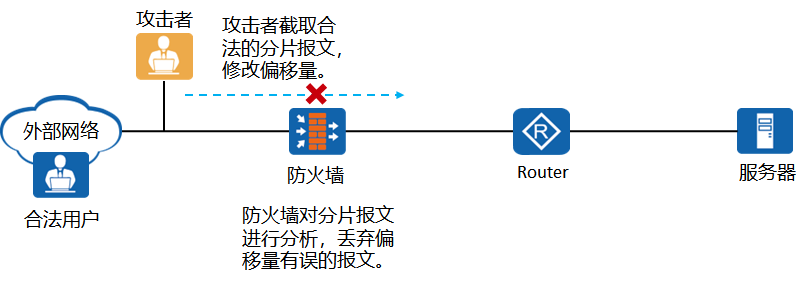 攻击者
攻击者截取合
法的分片报文，
修改偏移量。
外部网络
合法用户
防火墙
R
Router
服务器
防火墙对分片报文
进行分析，丢弃偏
移量有误的报文。